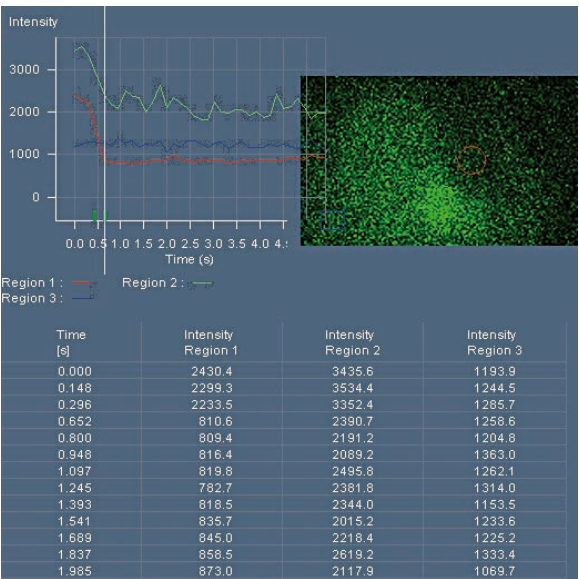 Intensity
3000
2000
1000
0
0.0 0.5 1.0 1.5 2.0 2.5 3.0 3.5 4.0 4.
Time (s)
Region 1 : Region 2 :
Region 3 :
Time Intensity Intensity Intensity
[s] Region 1 Region 2 Region 3
0.000 2430.4 3435.6 1193.9
0.148 2299.3 3534.4 1244.5
0.296 2233.5 3352.4 1285.7
0.652 810.6 2390.7 1258.6
0.800 809.4 2191.2 1204.8
0.948 816.4 2089.2 1363.0
1.097 819.8 2495.8 1262.1
1.245 782.7 2381.8 1314.0
1.393 818.5 2344.0 1153.5
1.541 835.7 2015.2 1233.6
1.689 845.0 2218.4 1225.2
1.837 858.5 2619.2 1333.4
1.985 873.0 2117.9 1069.7